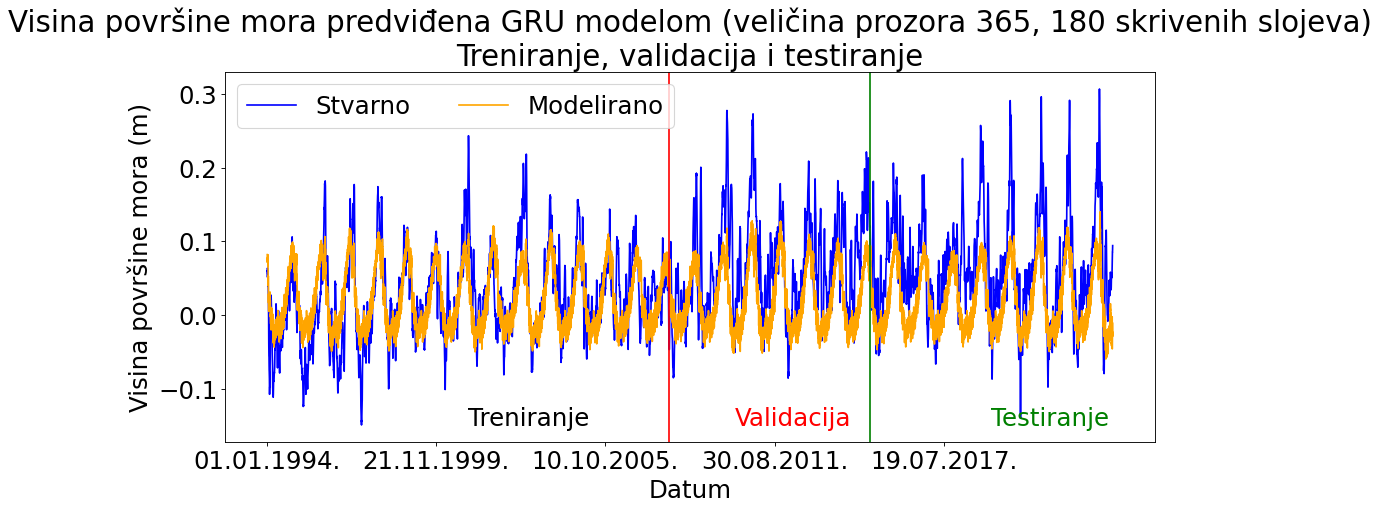 Visina površine mora predviđena GRU modelom (veličina prozora 365, 180 skrivenih slojeva)
Treniranje, validacija i testiranje
Stvarno
Modelirano
Visina površine mora (m)
0.3
0.2
0.1
0.0
−0.1
Treniranje
Validacija
Testiranje
01.01.1994.
21.11.1999.
10.10.2005.
30.08.2011.
19.07.2017.
Datum